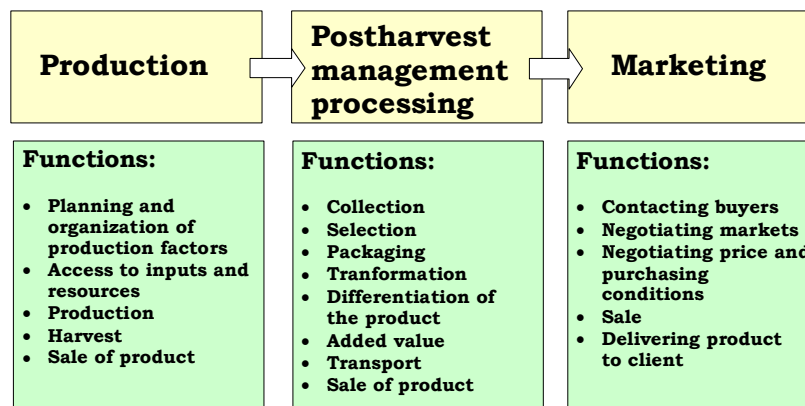 Production
Postharvest
management
processing
Marketing
Functions:
• Planning and
organization of
production factors
• Access to inputs and
resources
• Production
• Harvest
• Sale of product
Functions:
• Collection
• Selection
• Packaging
• Tranformation
• Differentiation of
the product
• Added value
• Transport
• Sale of product
Functions:
• Contacting buyers
• Negotiating markets
• Negotiating price and
purchasing
conditions
• Sale
• Delivering product
to client